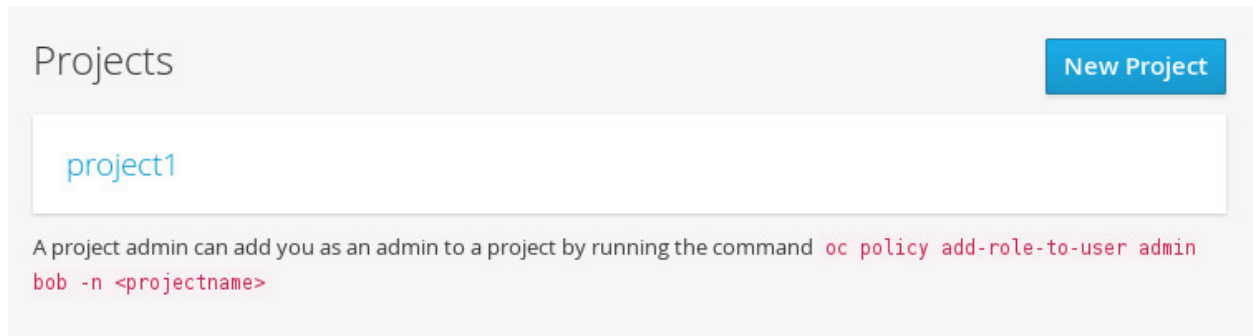 Projects
New Project
project1
A project admin can add you as an admin to a project by running the command oc policy add-role-to-user admin
bob -n <projectname>